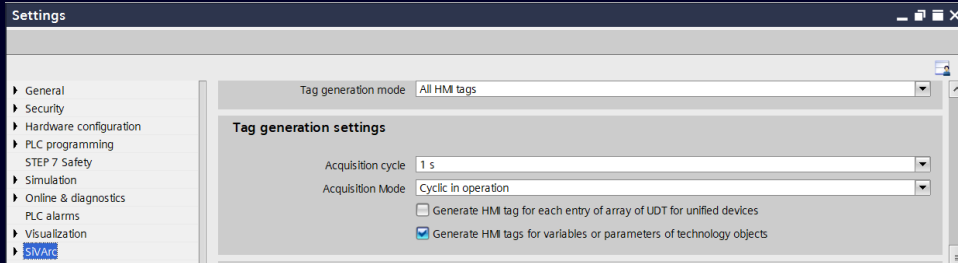 Settings
General
Security
Hardware configuration
PLC programming
STEP 7 Safety
Simulation
Online & diagnostics
PLC alarms
Visualization
SiVArc
Tag generation mode All HMI tags
Tag generation settings
Acquisition cycle 1 s
Acquisition Mode Cyclic in operation
Generate HMI tag for each entry of array of UDT for unified devices
Generate HMI tags for variables or parameters of technology objects